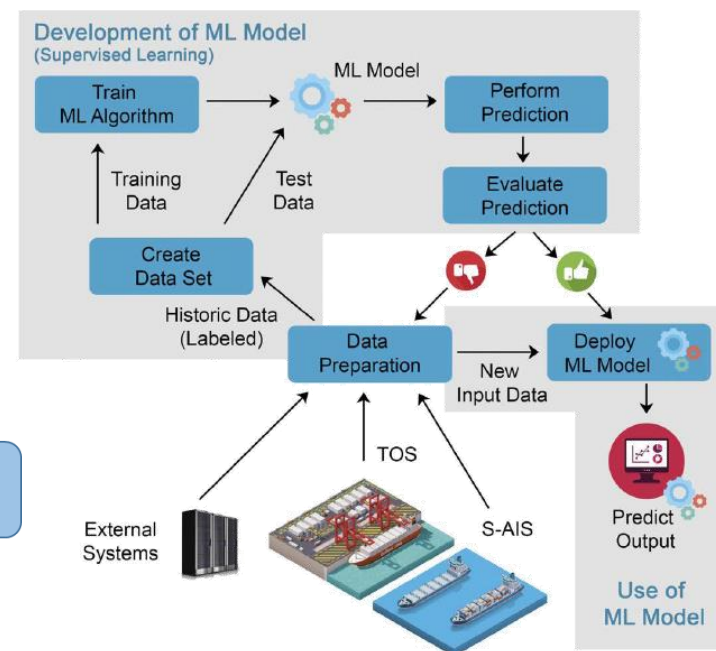 Development of ML Model
(Supervised Learning)
Train
ML Algorithm
ML Model
Perform
Prediction
Training
Data
Test
Data
Evaluate
Prediction
Create
Data Set
Historic Data
(Labeled)
Data
Preparation
New
Input Data
Deploy
ML Model
TOS
External
Systems
S-AIS
Predict
Output
Use of
ML Model